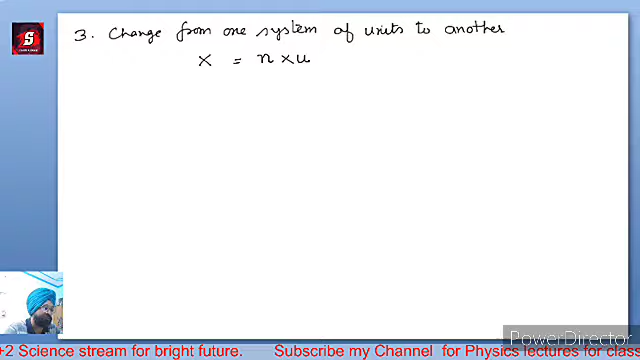 3. Change from one system of units to another
X = n x u
S
PowerDirector
+2 Science stream for bright future. Subscribe my Channel for Physics lectures for class